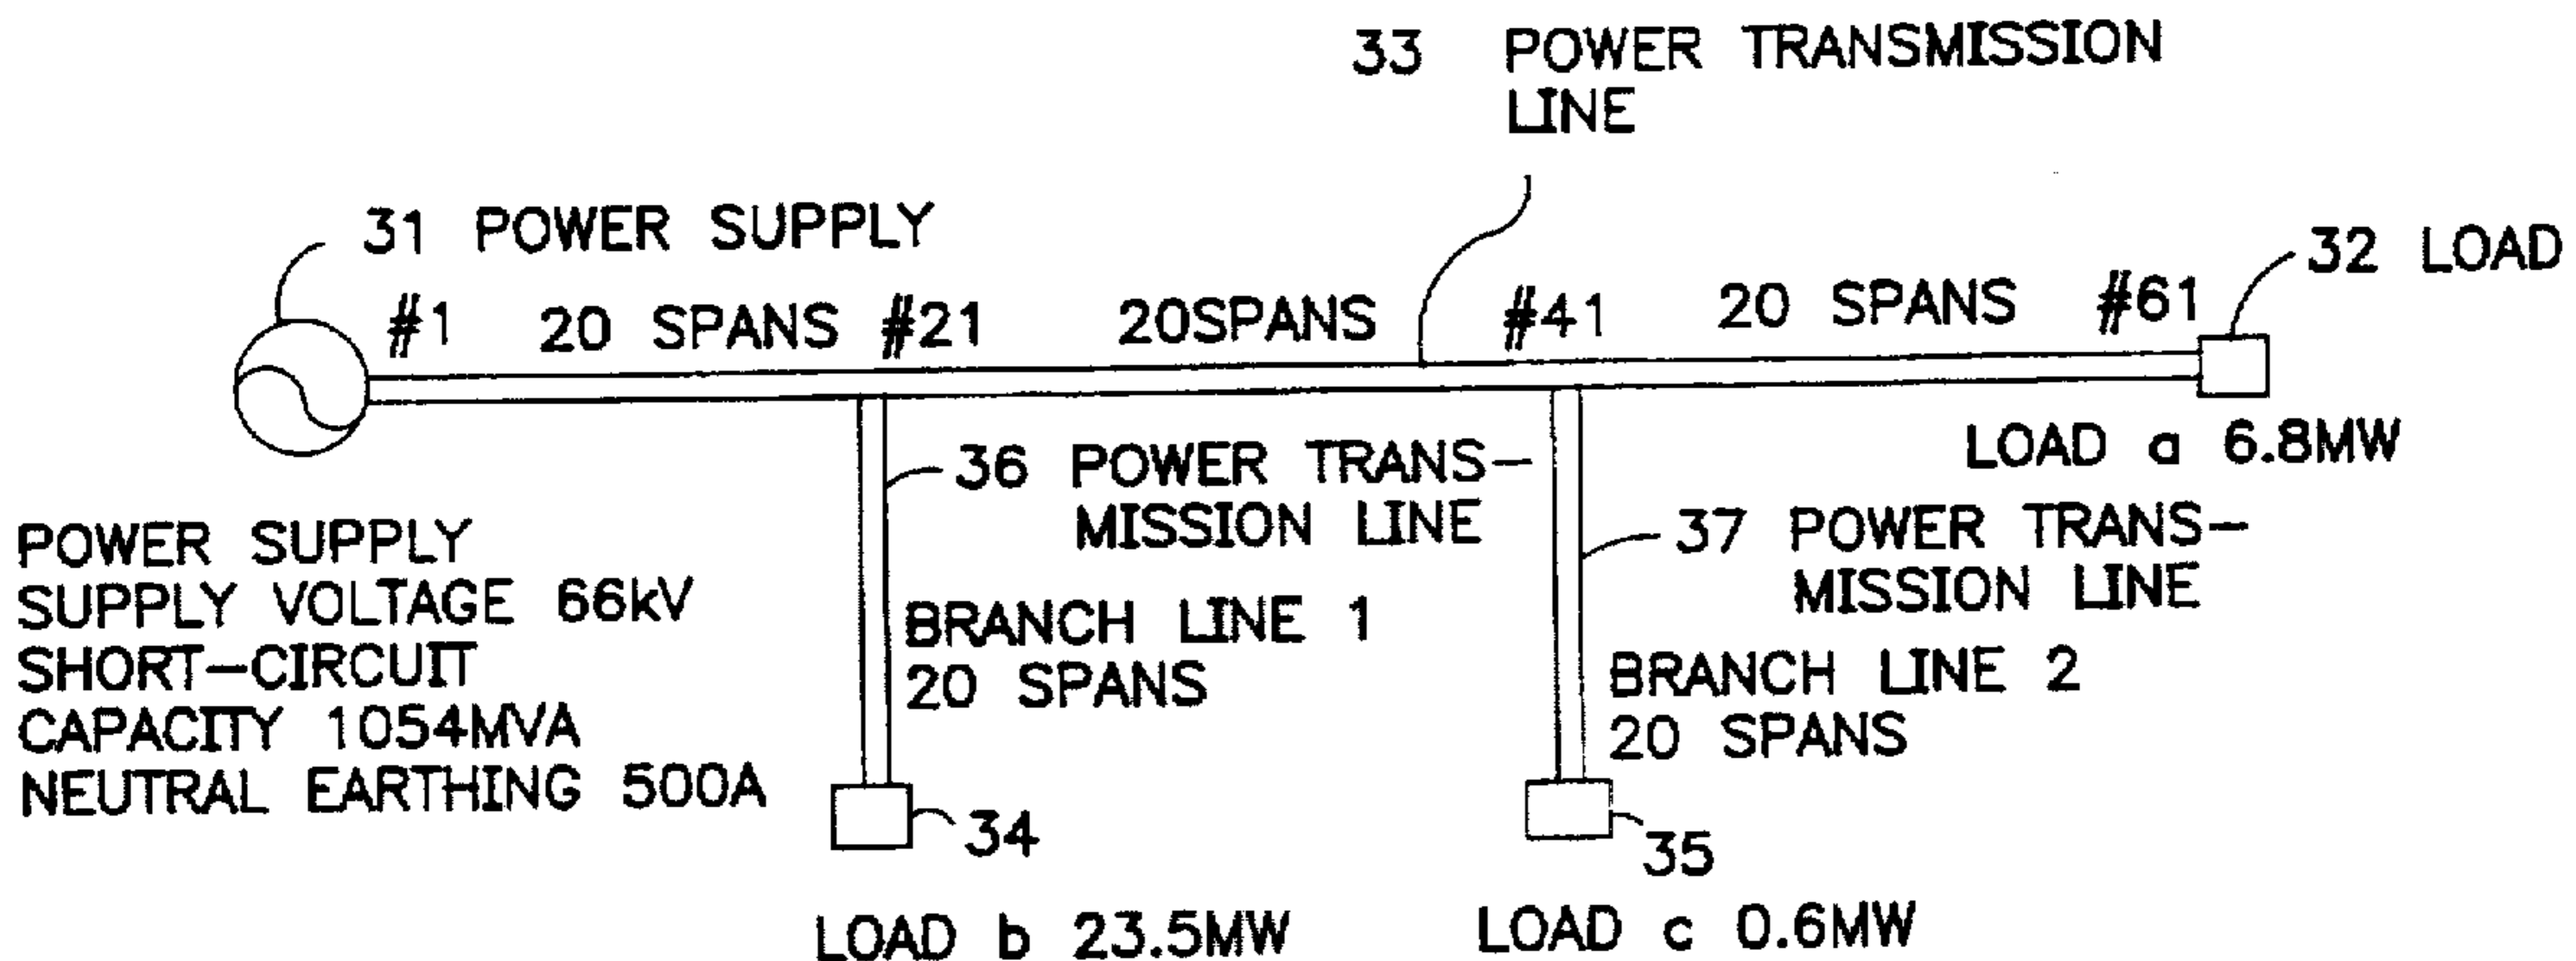 33 POWER TRANSMISSION
LINE
31 POWER SUPPLY
32 LOAD
#1 20 SPANS #21 20SPANS #41 20 SPANS #61
LOAD a 6.8MW
36 POWER TRANS-
MISSION LINE
37 POWER TRANS-
MISSION LINE
POWER SUPPLY
SUPPLY VOLTAGE 66kV
SHORT-CIRCUIT
CAPACITY 1054MVA
NEUTRAL EARTHING 500A
BRANCH LINE 1
20 SPANS
BRANCH LINE 2
20 SPANS
34
35
LOAD b 23.5MW
LOAD c 0.6MW